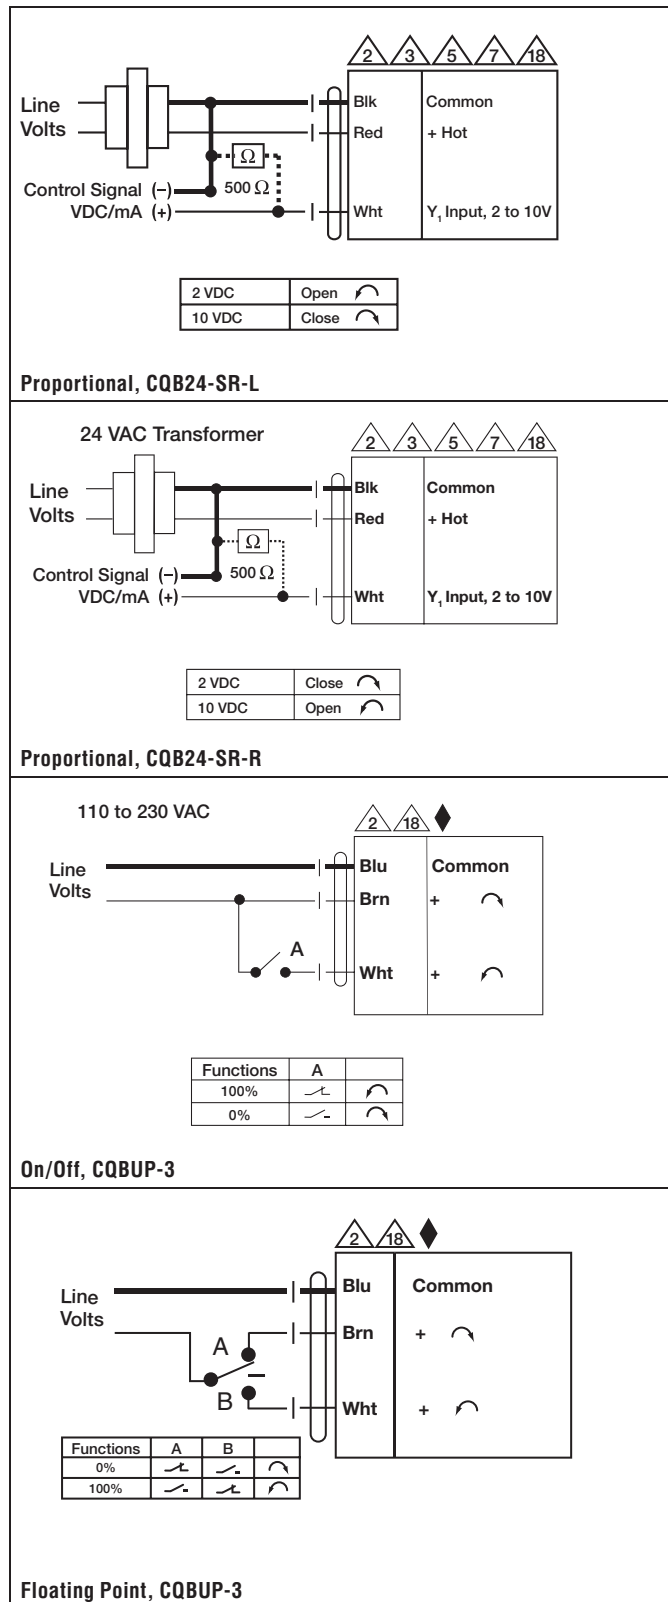 2 3 5 7 18
Line
Volts
Blk Common
Red + Hot
Ω
Control Signal (–)
500 Ω
VDC/mA (+)
Wht Y1 Input, 2 to 10V
2 VDC Open
10 VDC Close
Proportional, CQB24-SR-L
24 VAC Transformer
2 3 5 7 18
Line
Volts
Blk Common
Red + Hot
Ω
Control Signal (–)
500 Ω
VDC/mA (+)
Wht Y1 Input, 2 to 10V
2 VDC Close
10 VDC Open
Proportional, CQB24-SR-R
110 to 230 VAC
2 18
Line
Volts
Blu Common
Brn +
A
Wht +
Functions A
100%
0%
On/Off, CQBUP-3
2 18
Line
Volts
Blu Common
Brn +
A
B
Wht +
Functions A B
0%
100%
Floating Point, CQBUP-3